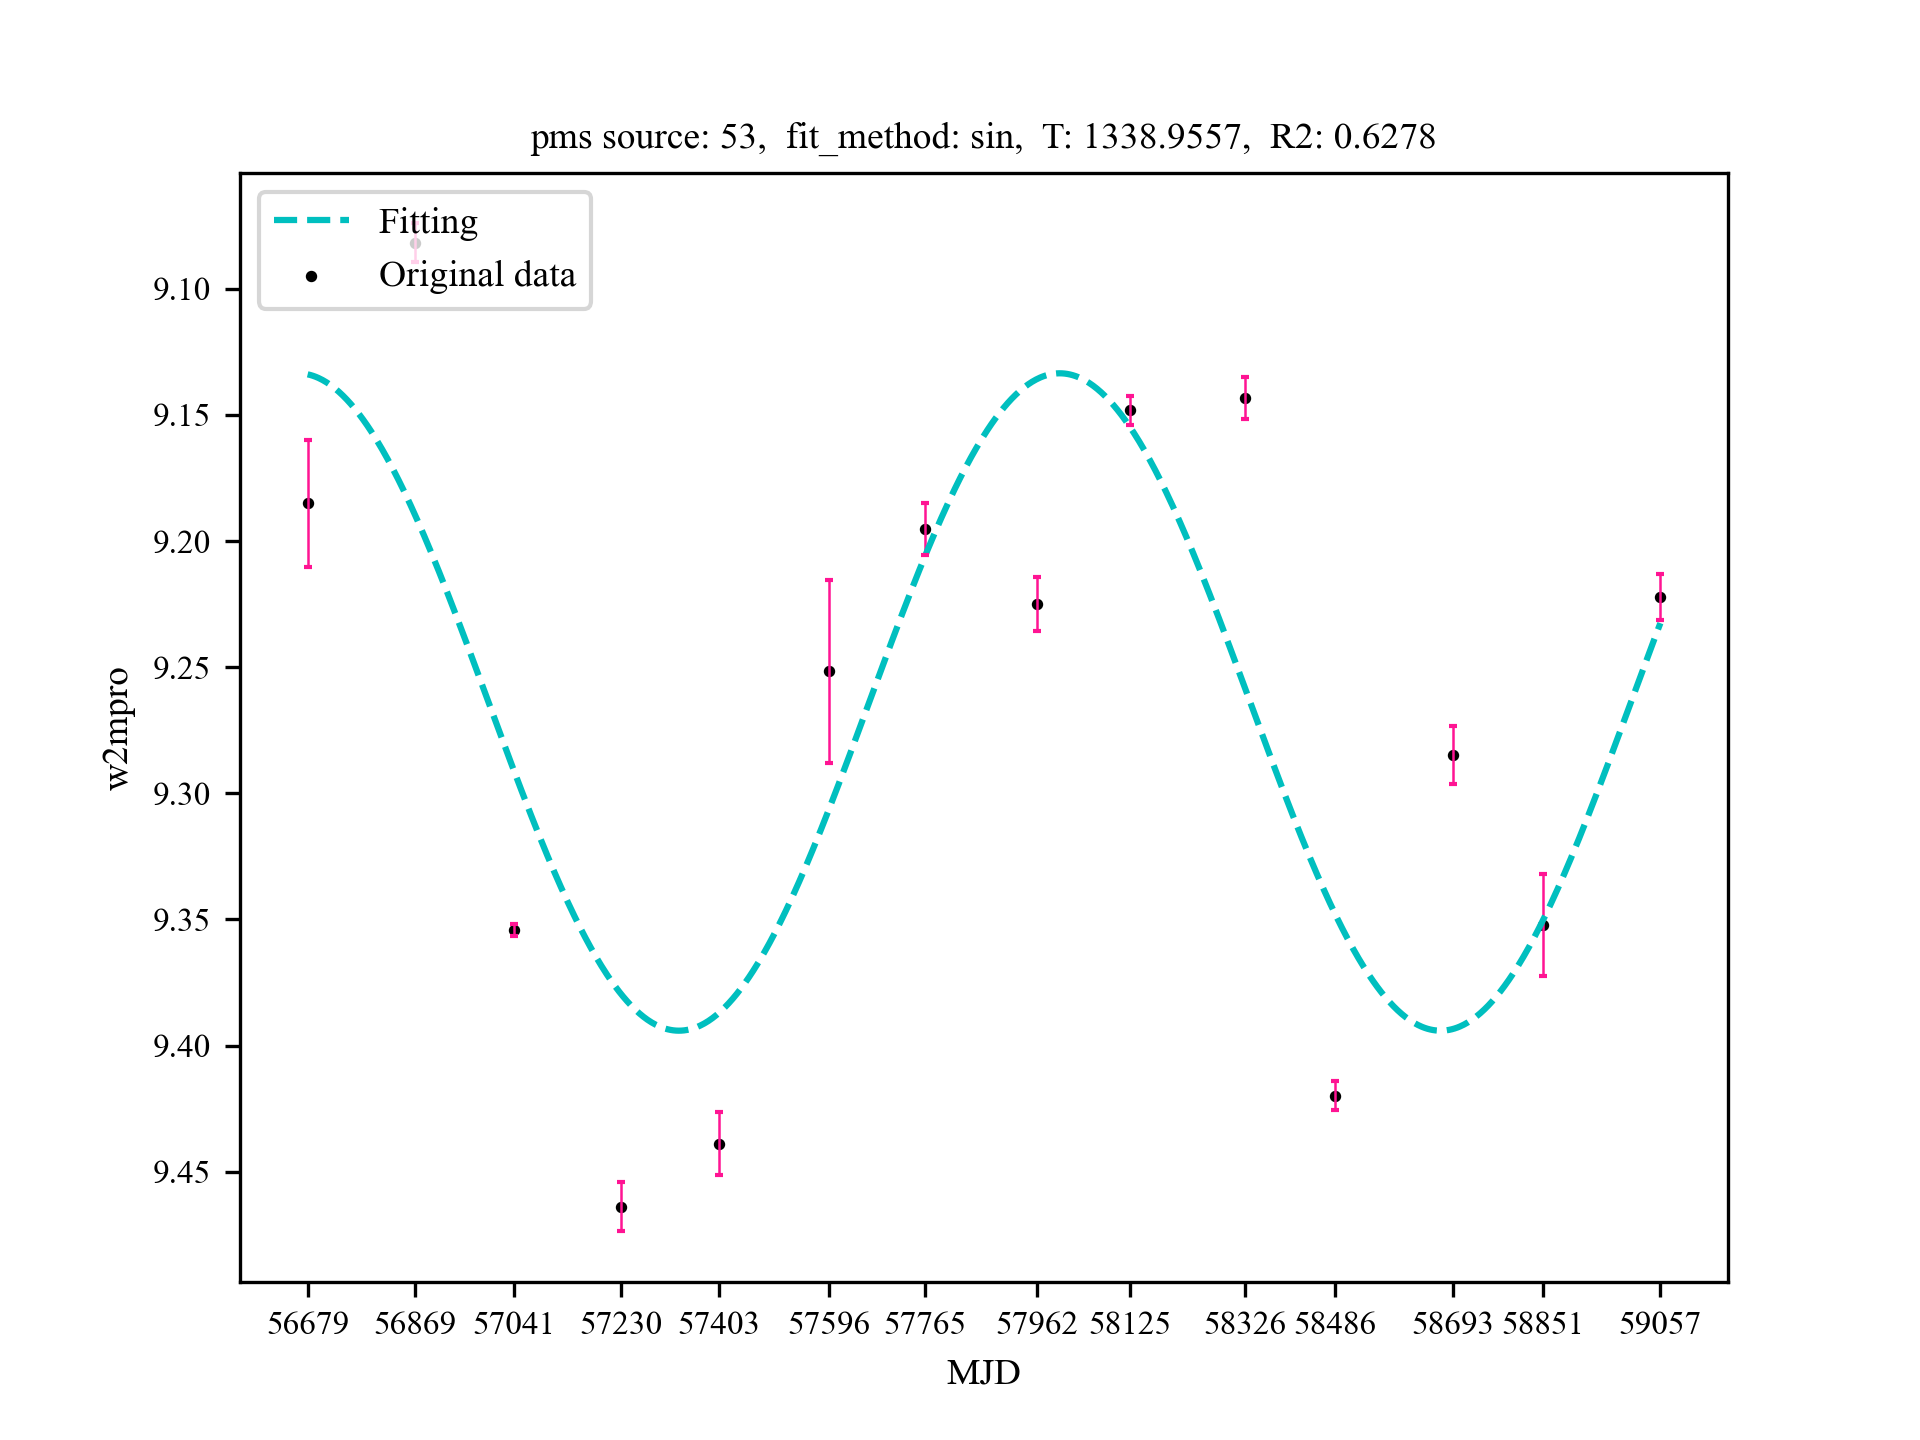 pms source: 53,  fit_method: sin,  T: 1338.9557,  R2: 0.6278
Fitting
Original data
9.10
9.15
9.20
9.25
9.30
9.35
9.40
9.45
w2mpro
56679 56869 57041 57230 57403 57596 57765 57962 58125 58326 58486 58693 58851 59057
MJD